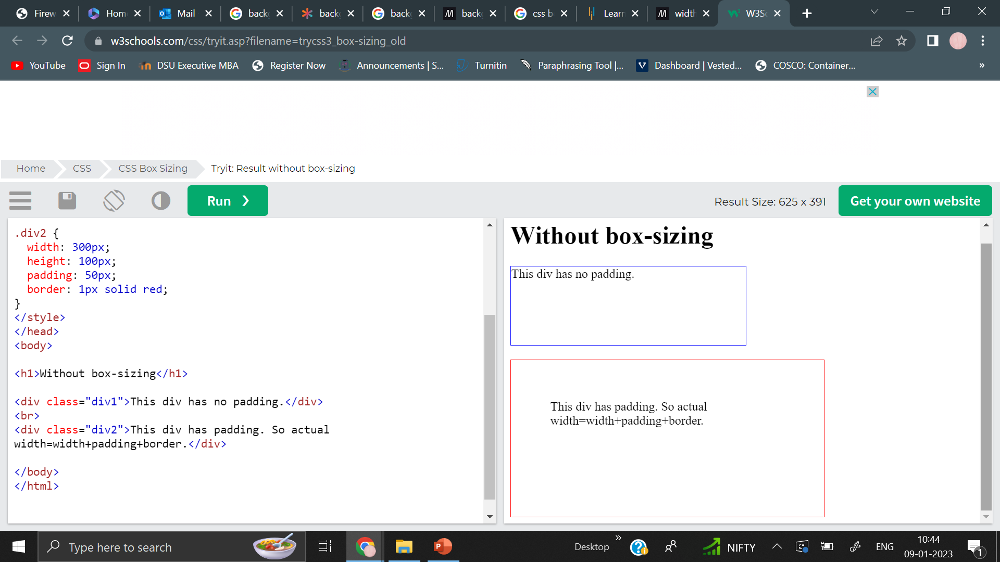 Firew
Hom
Mail
back
back
back
back
css b
Learn
width
W3Sc
w3schools.com/css/tryit.asp?filename=trycss3_box-sizing_old
YouTube
Sign In
DSU Executive MBA
Register Now
Announcements | S...
Turnitin
Paraphrasing Tool |...
Dashboard | Vested...
COSCO: Container...
»
Home
CSS
CSS Box Sizing
Tryit: Result without box-sizing
Run ❯
Result Size: 625 x 391
Get your own website
.div2 {
  width: 300px;
  height: 100px;
  padding: 50px;
  border: 1px solid red;
}
</style>
</head>
<body>
<h1>Without box-sizing</h1>
<div class="div1">This div has no padding.</div>
<br>
<div class="div2">This div has padding. So actual
width=width+padding+border.</div>
</body>
</html>
Without box-sizing
This div has no padding.
This div has padding. So actual
width=width+padding+border.
Type here to search
Desktop
»
NIFTY
ENG
10:44
09-01-2023
1